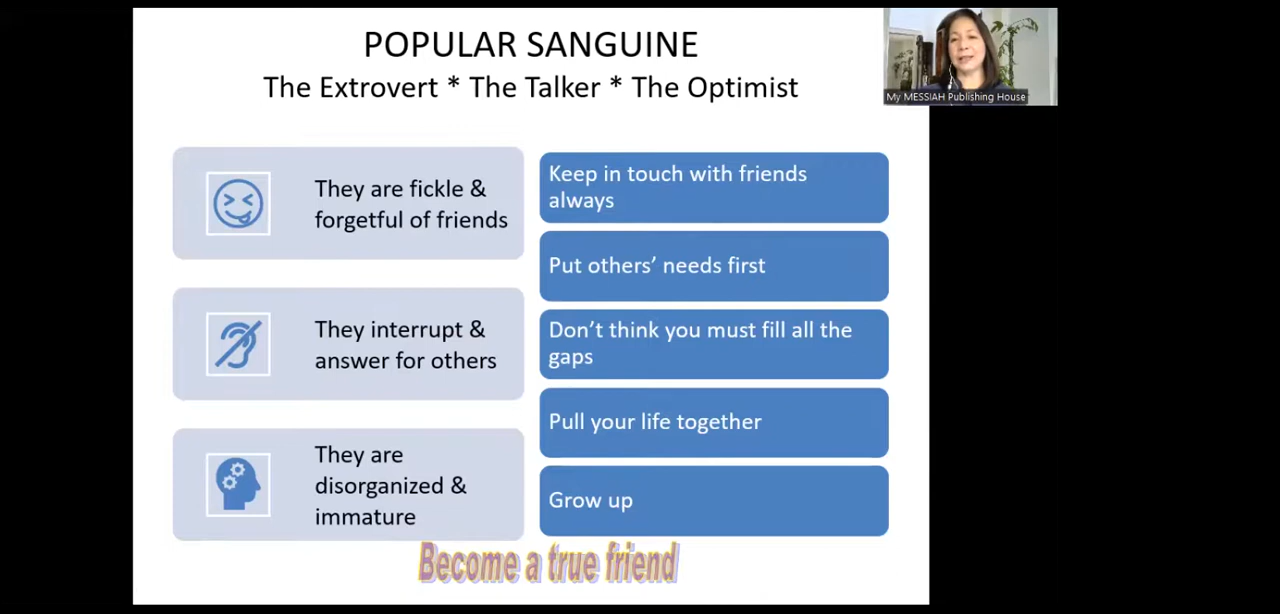 POPULAR SANGUINE
The Extrovert * The Talker * The Optimist
My MESSIAH Publishing House
They are fickle &
forgetful of friends
They interrupt &
answer for others
They are
disorganized &
immature
Keep in touch with friends
always
Put others’ needs first
Don’t think you must fill all the
gaps
Pull your life together
Grow up
Become a true friend